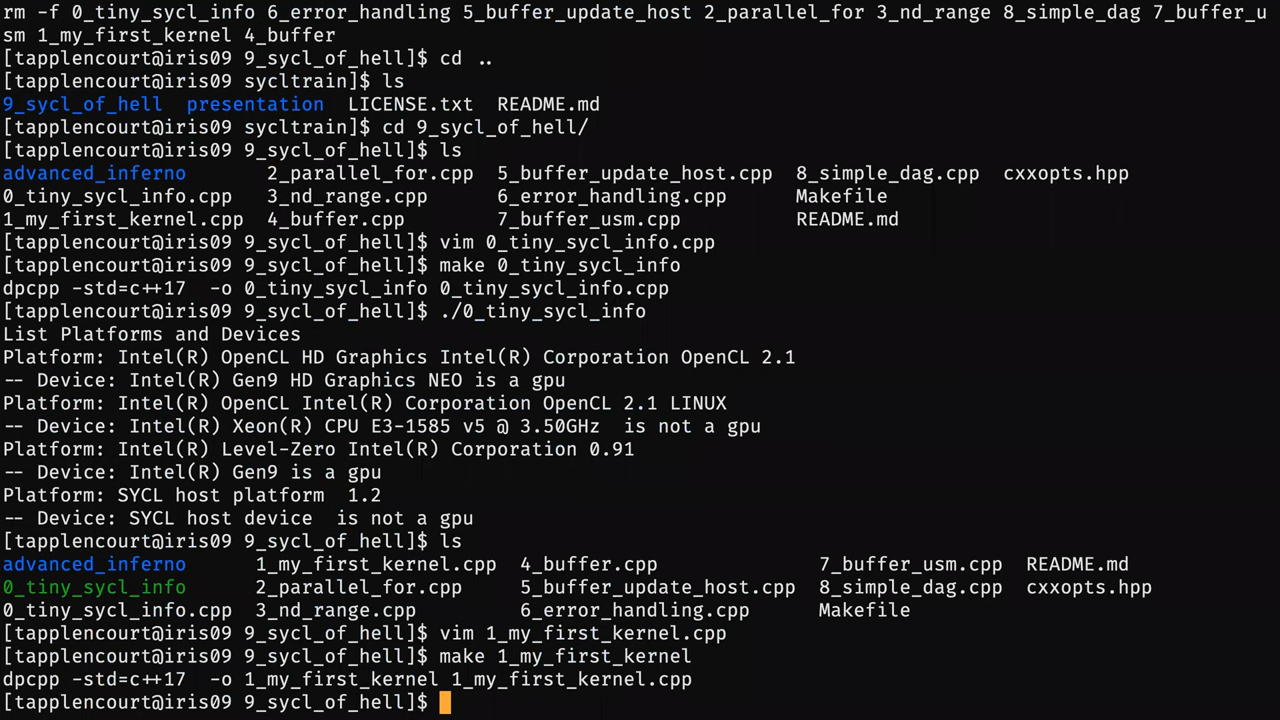 rm -f 0_tiny_sycl_info 6_error_handling 5_buffer_update_host 2_parallel_for 3_nd_range 8_simple_dag 7_buffer_u
sm 1_my_first_kernel 4_buffer
[tapplencourt@iris09 9_sycl_of_hell]$ cd ..
[tapplencourt@iris09 sycltrain]$ ls
9_sycl_of_hell  presentation  LICENSE.txt  README.md
[tapplencourt@iris09 sycltrain]$ cd 9_sycl_of_hell/
[tapplencourt@iris09 9_sycl_of_hell]$ ls
advanced_inferno       2_parallel_for.cpp  5_buffer_update_host.cpp  8_simple_dag.cpp  cxxopts.hpp
0_tiny_sycl_info.cpp   3_nd_range.cpp      6_error_handling.cpp      Makefile
1_my_first_kernel.cpp  4_buffer.cpp        7_buffer_usm.cpp          README.md
[tapplencourt@iris09 9_sycl_of_hell]$ vim 0_tiny_sycl_info.cpp
[tapplencourt@iris09 9_sycl_of_hell]$ make 0_tiny_sycl_info
dpcpp -std=c++17  -o 0_tiny_sycl_info 0_tiny_sycl_info.cpp
[tapplencourt@iris09 9_sycl_of_hell]$ ./0_tiny_sycl_info
List Platforms and Devices
Platform: Intel(R) OpenCL HD Graphics Intel(R) Corporation OpenCL 2.1
-- Device: Intel(R) Gen9 HD Graphics NEO is a gpu
Platform: Intel(R) OpenCL Intel(R) Corporation OpenCL 2.1 LINUX
-- Device: Intel(R) Xeon(R) CPU E3-1585 v5 @ 3.50GHz  is not a gpu
Platform: Intel(R) Level-Zero Intel(R) Corporation 0.91
-- Device: Intel(R) Gen9 is a gpu
Platform: SYCL host platform  1.2
-- Device: SYCL host device  is not a gpu
[tapplencourt@iris09 9_sycl_of_hell]$ ls
advanced_inferno      1_my_first_kernel.cpp  4_buffer.cpp              7_buffer_usm.cpp  README.md
0_tiny_sycl_info      2_parallel_for.cpp     5_buffer_update_host.cpp  8_simple_dag.cpp  cxxopts.hpp
0_tiny_sycl_info.cpp  3_nd_range.cpp         6_error_handling.cpp      Makefile
[tapplencourt@iris09 9_sycl_of_hell]$ vim 1_my_first_kernel.cpp
[tapplencourt@iris09 9_sycl_of_hell]$ make 1_my_first_kernel
dpcpp -std=c++17  -o 1_my_first_kernel 1_my_first_kernel.cpp
[tapplencourt@iris09 9_sycl_of_hell]$